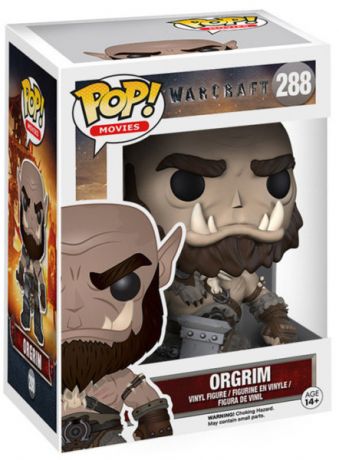 POP!
MOVIES
WARCRAFT
288
ORGRIM
288
ORGRIM
VINYL FIGURE / FIGURINE EN VINYLE /
FIGURA DE VINIL
WARNING: Choking Hazard.
May contain small parts.
AGE
14+